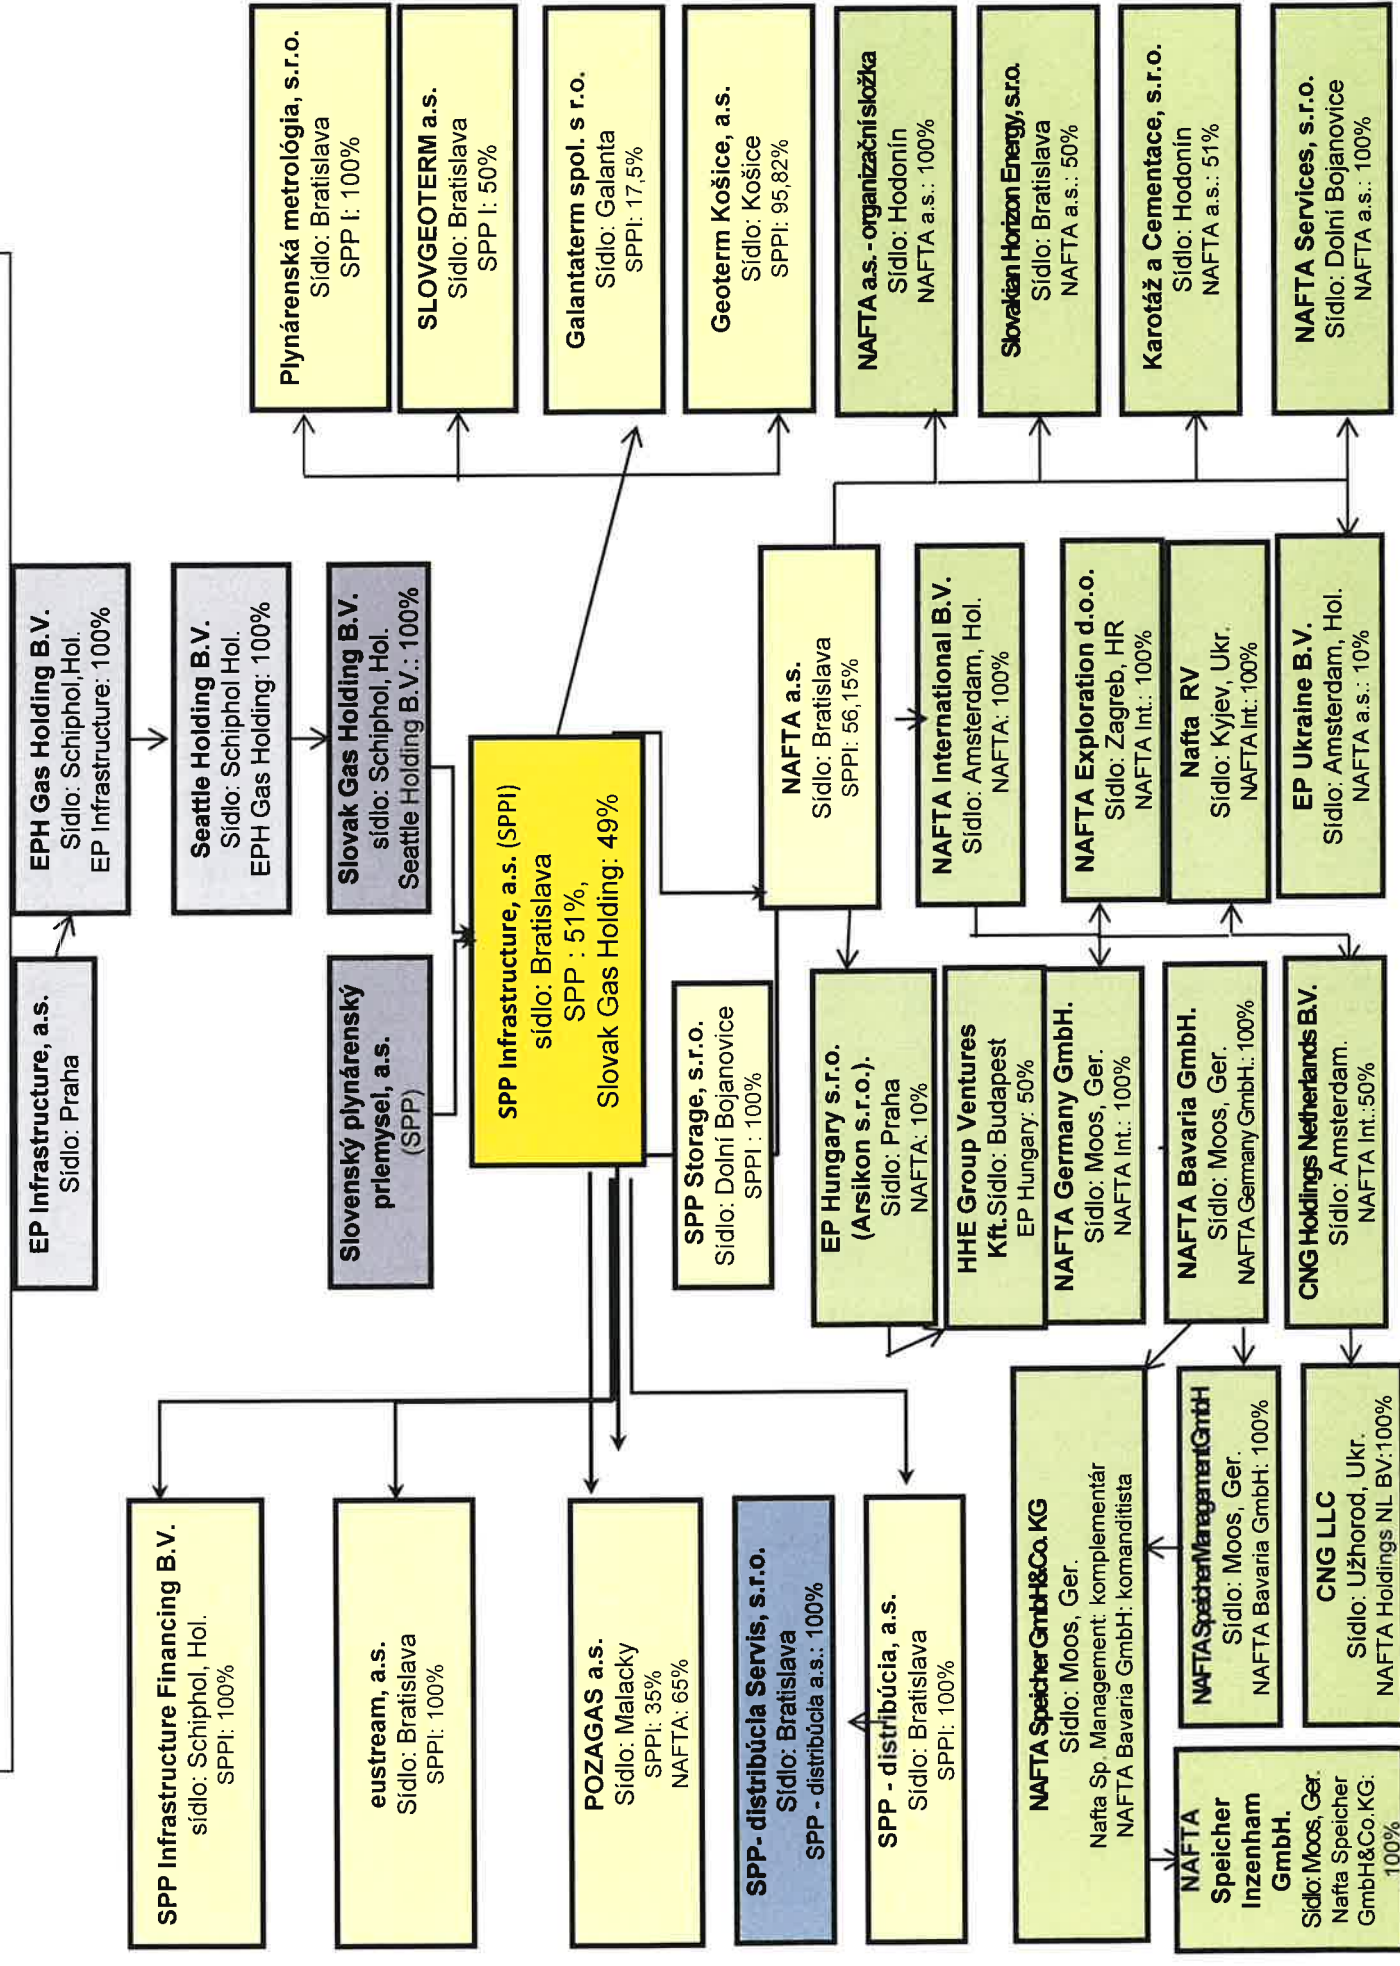 EP Infrastructure, a.s.
Sídlo: Praha
EPH Gas Holding B.V.
Sídlo: Schiphol,Hol.
EP Infrastructure: 100%
Seattle Holding B.V.
Sídlo: Schiphol Hol.
EPH Gas Holding: 100%
Slovenský plynárenský
priemysel, a.s.
(SPP)
Slovak Gas Holding B.V.
sídlo: Schiphol, Hol.
Seattle Holding B.V.: 100%
SPP Infrastructure, a.s. (SPPI)
sídlo: Bratislava
SPP : 51%,
Slovak Gas Holding: 49%
SPP Infrastructure Financing B.V.
sídlo: Schiphol, Hol.
SPPI: 100%
eustream, a.s.
Sídlo: Bratislava
SPPI: 100%
POZAGAS a.s.
Sídlo: Malacky
SPPI: 35%
NAFTA: 65%
SPP- distribúcia Servis, s.r.o.
Sídlo: Bratislava
SPP - distribúcia a.s.: 100%
SPP - distribúcia, a.s.
Sídlo: Bratislava
SPPI: 100%
Plynárenská metrológia, s.r.o.
Sídlo: Bratislava
SPP I: 100%
SLOVGEOTERM a.s.
Sídlo: Bratislava
SPP I: 50%
Galantaterm spol. s r.o.
Sídlo: Galanta
SPPI: 17,5%
Geoterm Košice, a.s.
Sídlo: Košice
SPPI: 95,82%
SPP Storage, s.r.o.
Sídlo: Dolní Bojanovice
SPPI : 100%
NAFTA a.s.
Sídlo: Bratislava
SPPI: 56,15%
NAFTA a.s. - organizační složka
Sídlo: Hodonín
NAFTA a.s.: 100%
Slovakian Horizon Energy, s.r.o.
Sídlo: Bratislava
NAFTA a.s.: 50%
Karotáž a Cementace, s.r.o.
Sídlo: Hodonín
NAFTA a.s.: 51%
NAFTA Services, s.r.o.
Sídlo: Dolní Bojanovice
NAFTA a.s.: 100%
EP Hungary s.r.o.
(Arsikon s.r.o.).
Sídlo: Praha
NAFTA: 10%
NAFTA International B.V.
Sídlo: Amsterdam, Hol.
NAFTA: 100%
HHE Group Ventures
Kft.Sídlo: Budapest
EP Hungary: 50%
NAFTA Germany GmbH.
Sídlo: Moos, Ger.
NAFTA Int.: 100%
NAFTA Exploration d.o.o.
Sídlo: Zagreb, HR
NAFTA Int.: 100%
Nafta RV
Sídlo: Kyjev, Ukr.
NAFTA Int.: 100%
NAFTA Bavaria GmbH.
Sídlo: Moos, Ger.
NAFTA Germany GmbH.: 100%
EP Ukraine B.V.
Sídlo: Amsterdam, Hol.
NAFTA a.s.: 10%
CNG Holdings Netherlands B.V.
Sídlo: Amsterdam.
NAFTA Int.:50%
NAFTA Speicher GmbH&Co. KG
Sídlo: Moos, Ger.
Nafta Sp. Management: komplementár
NAFTA Bavaria GmbH: komanditista
NAFTA Speicher Management GmbH
Sídlo: Moos, Ger.
NAFTA Bavaria GmbH: 100%
NAFTA
Speicher
Inzenham
GmbH.
Sídlo: Moos, Ger.
Nafta Speicher
GmbH&Co.KG:
100%
CNG LLC
Sídlo: Užhorod, Ukr.
NAFTA Holdings NL BV:100%